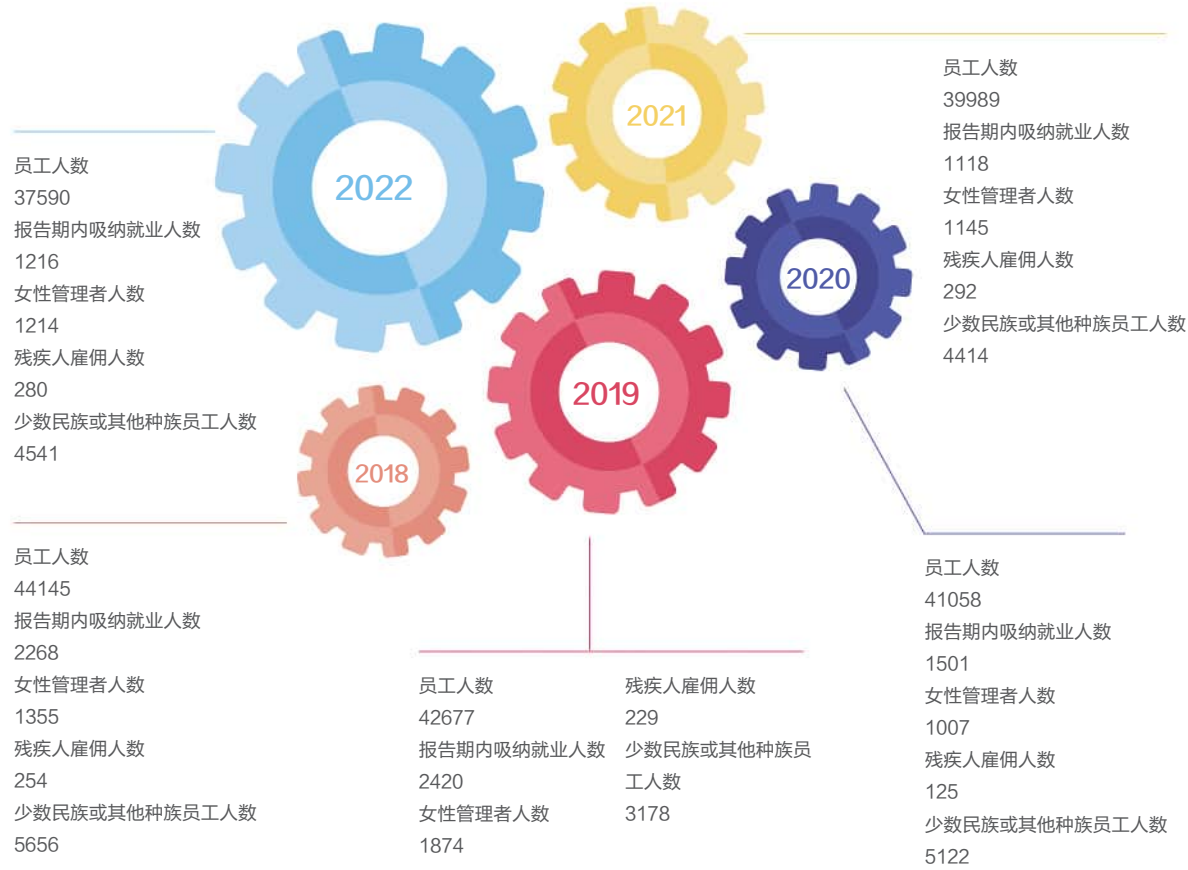 2022
员工人数
37590
报告期内吸纳就业人数
1216
女性管理者人数
1214
残疾人雇佣人数
280
少数民族或其他种族员工人数
4541
2021
员工人数
39989
报告期内吸纳就业人数
1118
女性管理者人数
1145
残疾人雇佣人数
292
少数民族或其他种族员工人数
4414
2020
员工人数
41058
报告期内吸纳就业人数
1501
女性管理者人数
1007
残疾人雇佣人数
125
少数民族或其他种族员工人数
5122
2019
员工人数
42677
报告期内吸纳就业人数
2420
女性管理者人数
1874
残疾人雇佣人数
229
少数民族或其他种族员
工人数
3178
2018
员工人数
44145
报告期内吸纳就业人数
2268
女性管理者人数
1355
残疾人雇佣人数
254
少数民族或其他种族员工人数
5656